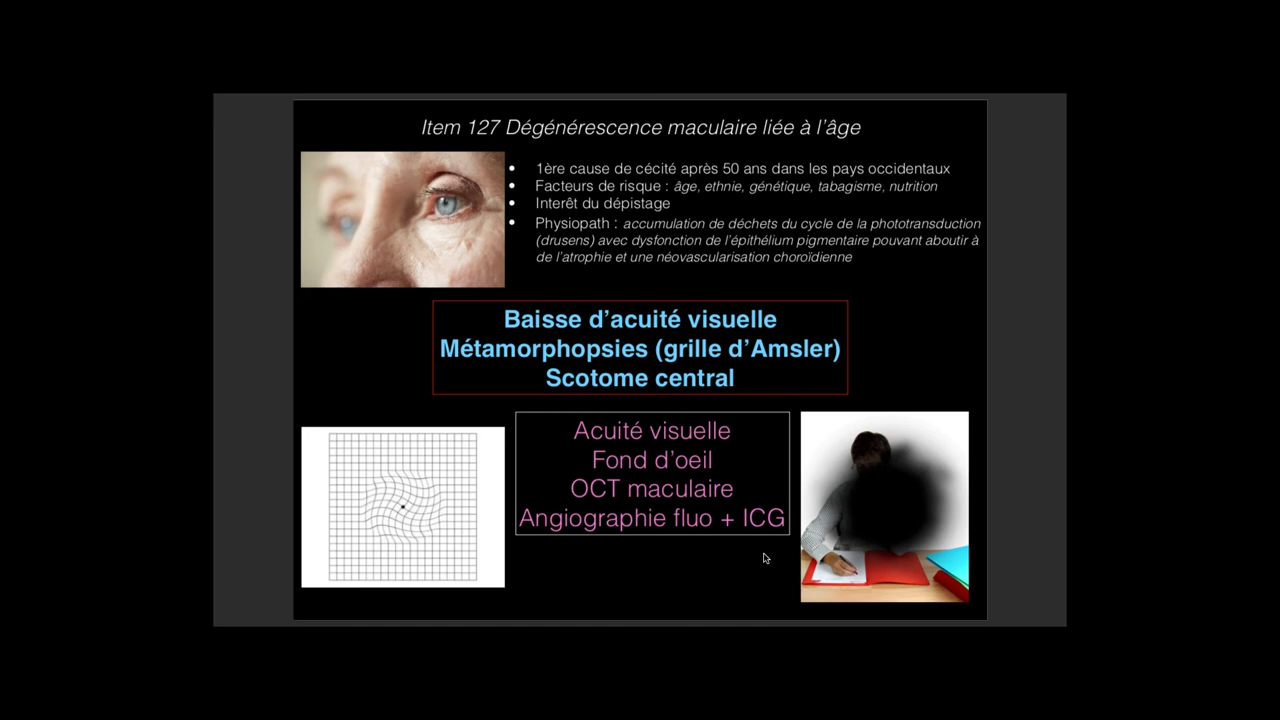 Item 127 Dégénérescence maculaire liée à l'âge
• 1ère cause de cécité après 50 ans dans les pays occidentaux
• Facteurs de risque : âge, ethnie, génétique, tabagisme, nutrition
• Interêt du dépistage
• Physiopath : accumulation de déchets du cycle de la phototransduction
(drusens) avec dysfonction de l'épithélium pigmentaire pouvant aboutir à
de l'atrophie et une néovascularisation choroïdienne
Baisse d'acuité visuelle
Métamorphopsies (grille d'Amsler)
Scotome central
Acuité visuelle
Fond d'oeil
OCT maculaire
Angiographie fluo + ICG